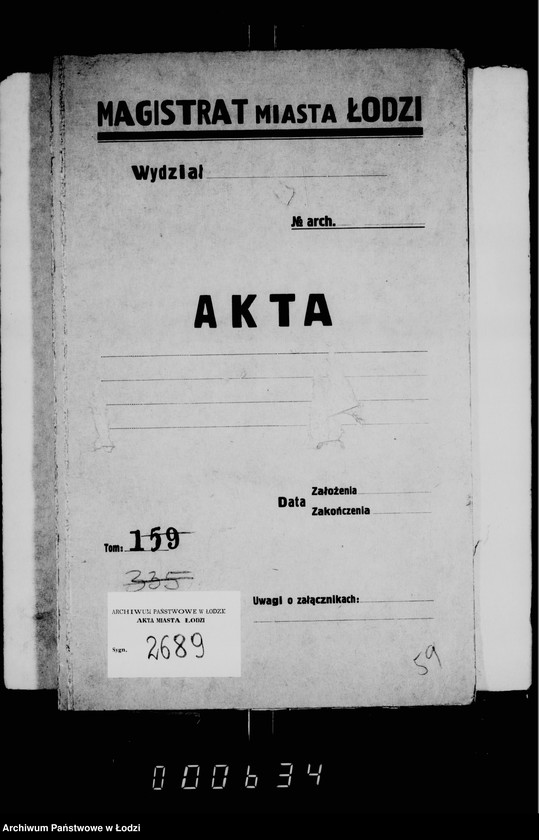 MAGISTRAT MIASTA ŁODZI
Wydział
№ arch.
AKTA
Data Założenia
Zakończenia
Tom: 159
335
Uwagi o załącznikach:
ARCHIWUM PAŃSTWOWE W ŁODZI
AKTA MIASTA ŁODZI
Sygn. 2689
59
000634
Archiwum Państwowe w Łodzi